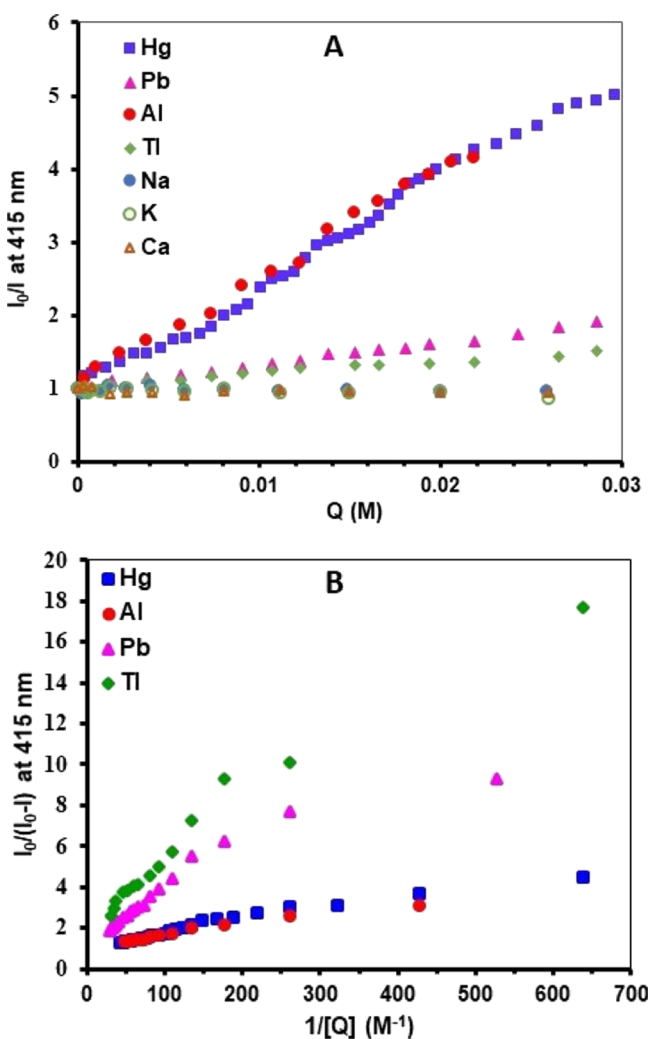 A
Hg
Pb
Al
Tl
Na
K
Ca
6
5
4
3
2
1
0
I₀/I at 415 nm
0 0.01 0.02 0.03
Q (M)
B
Hg
Al
Pb
Tl
20
18
16
14
12
10
8
6
4
2
0
I₀/(I₀-I) at 415 nm
0 100 200 300 400 500 600 700
1/[Q] (M⁻¹)